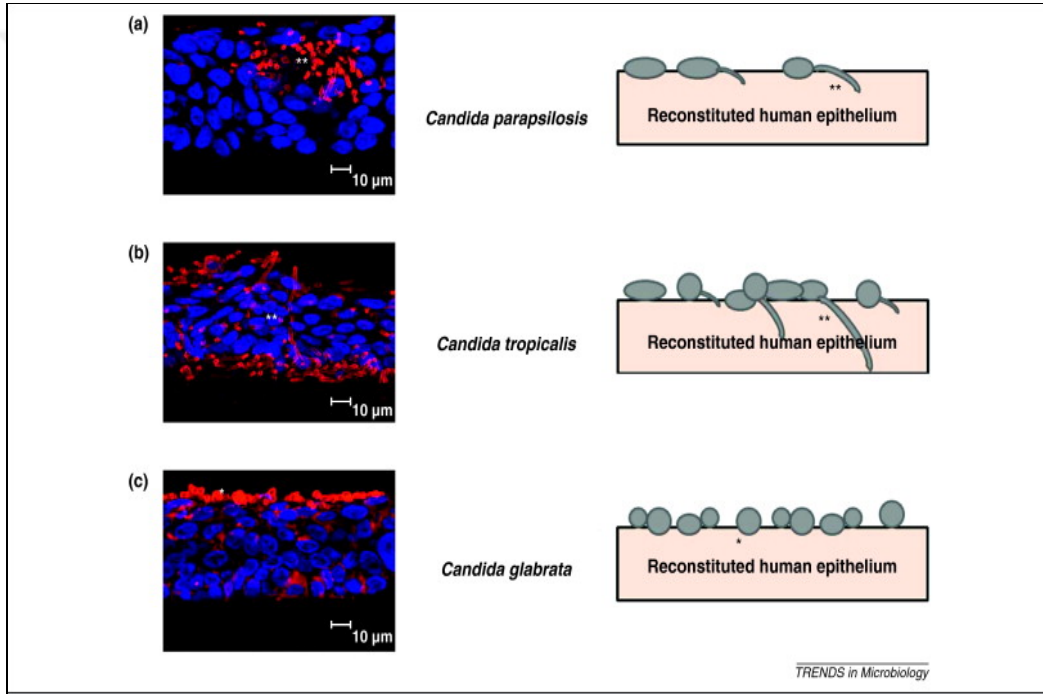 (a)
**
10 µm
Candida parapsilosis
**
Reconstituted human epithelium
(b)
**
10 µm
Candida tropicalis
**
Reconstituted human epithelium
(c)
*
10 µm
Candida glabrata
*
Reconstituted human epithelium
TRENDS in Microbiology